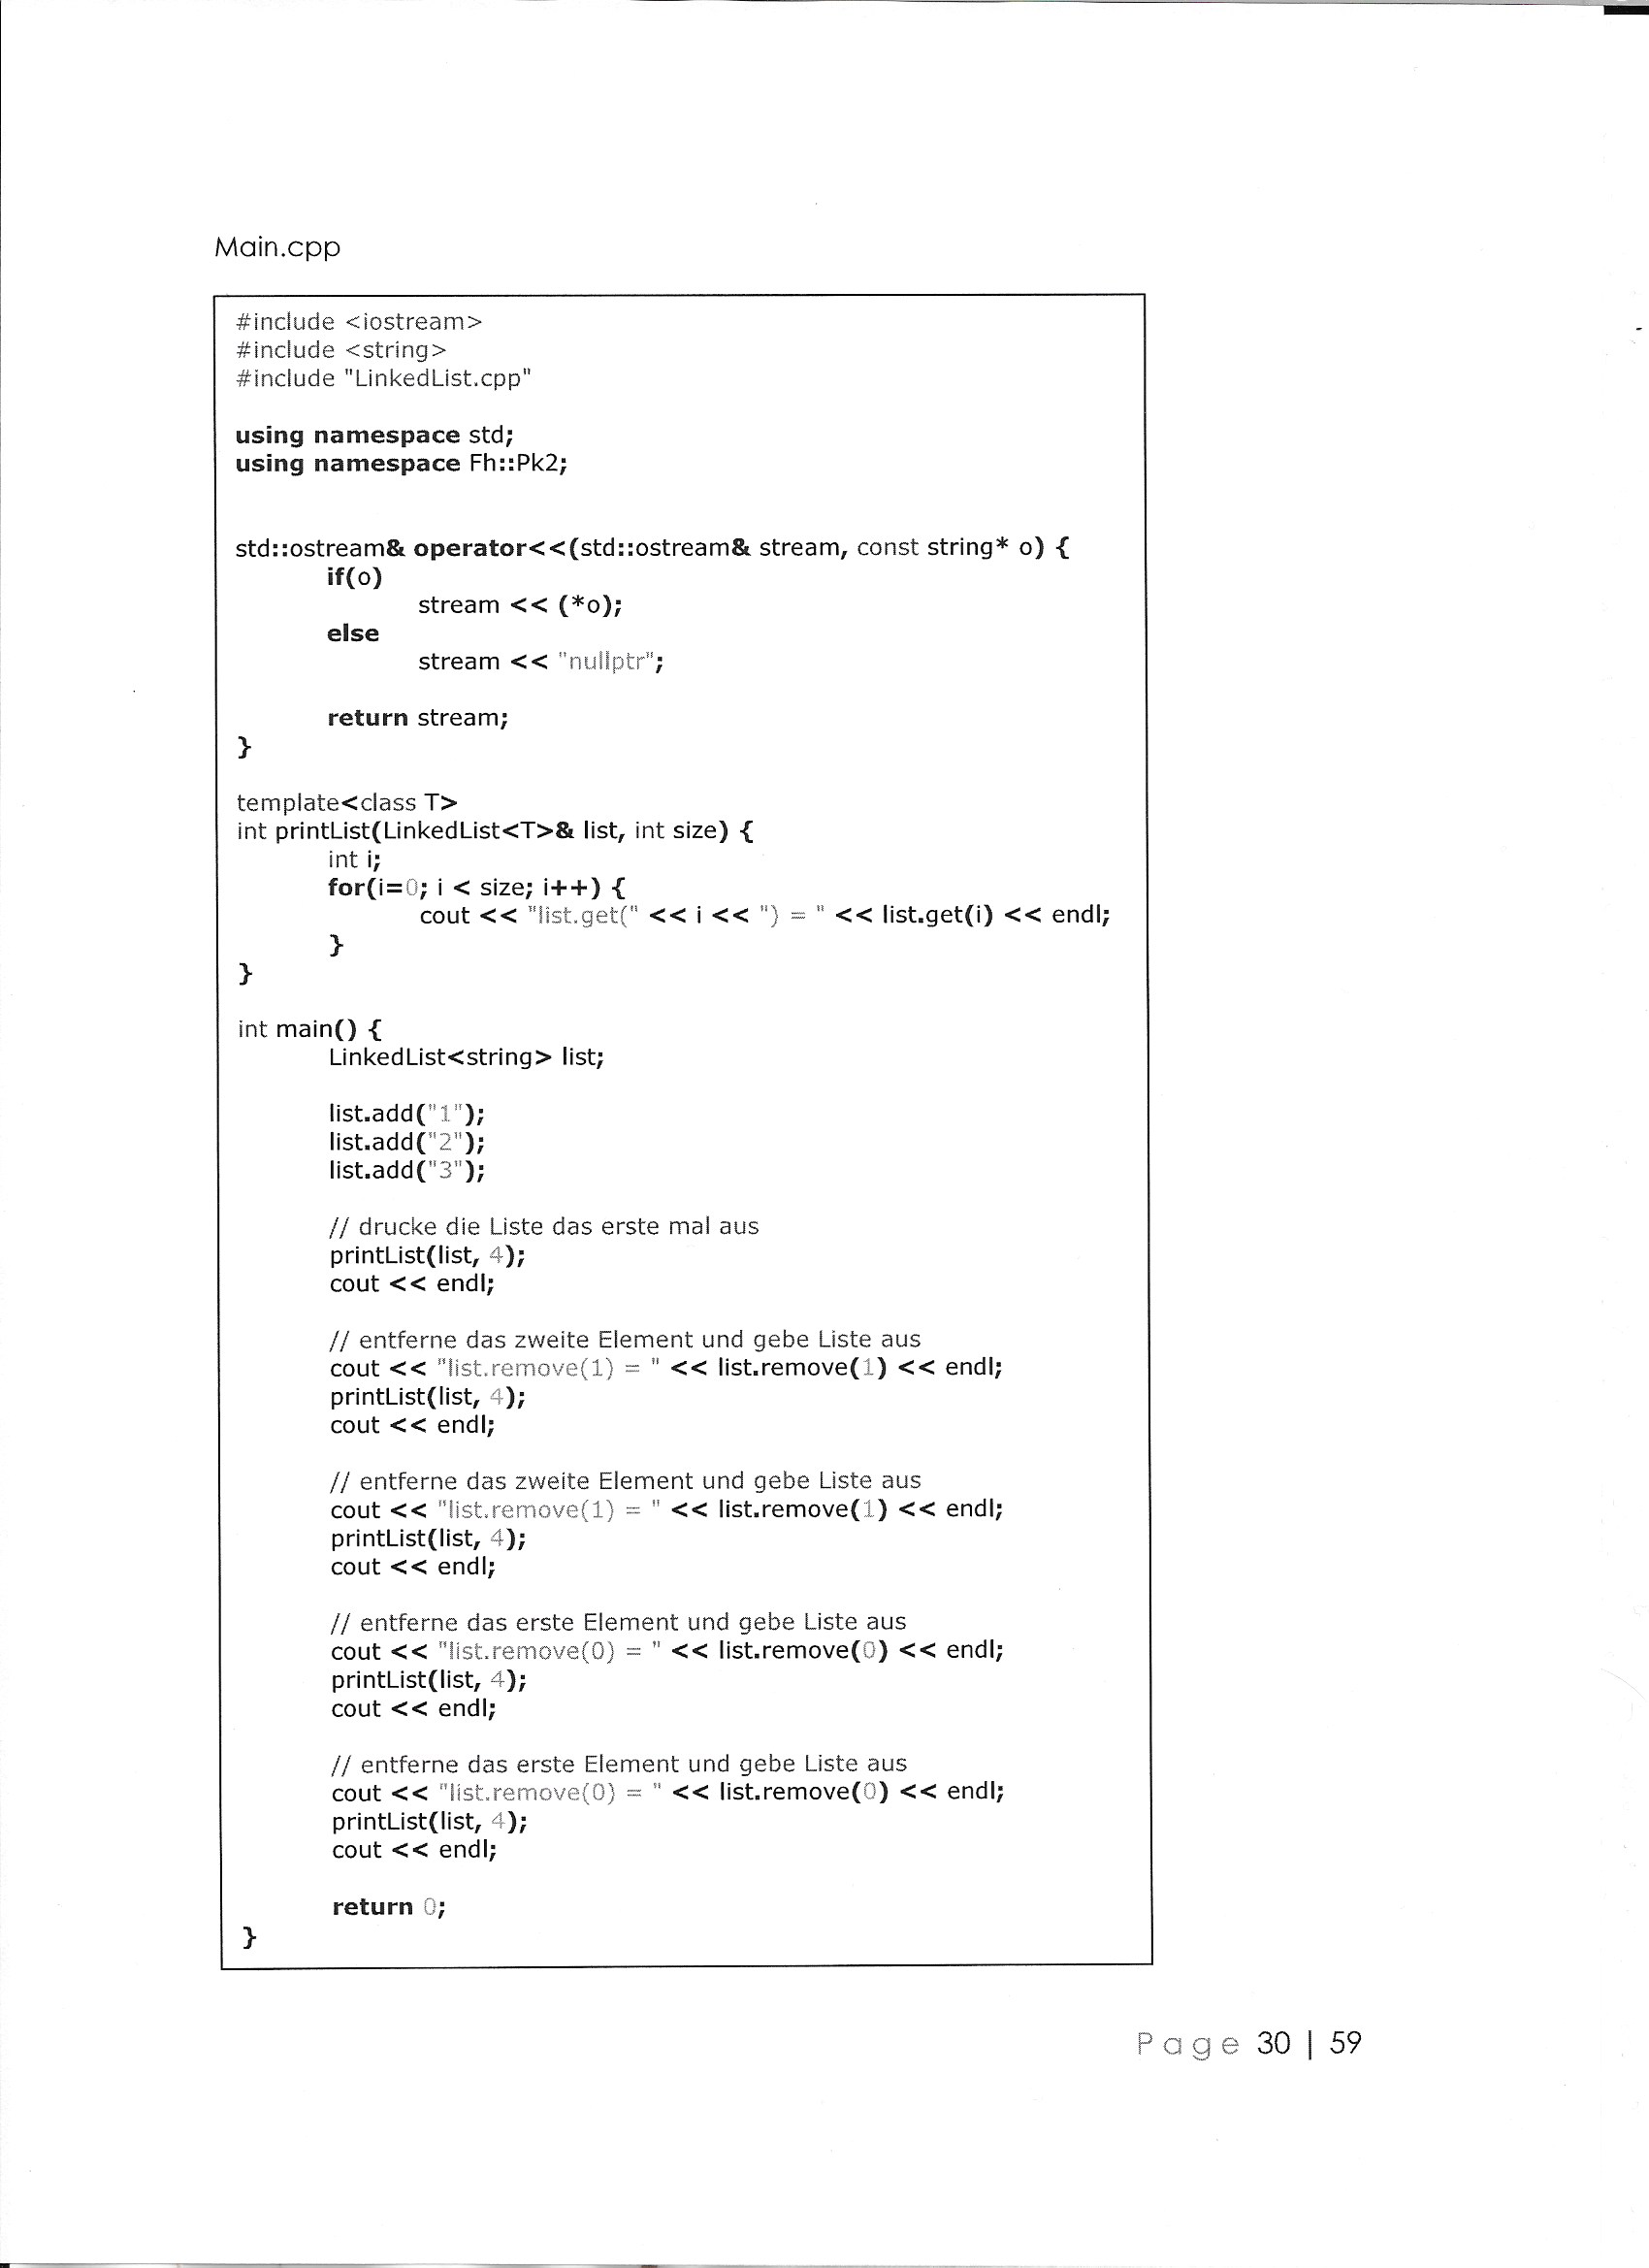 Main.cpp
#include <iostream>
#include <string>
#include "LinkedList.cpp"
using namespace std;
using namespace Fh::Pk2;
std::ostream& operator<<(std::ostream& stream, const string* o) {
if(o)
stream << (*o);
else
stream << "nullptr";
return stream;
}
template<class T>
int printList(LinkedList<T>& list, int size) {
int i;
for(i=0; i < size; i++) {
cout << "list.get(" << i << ") = " << list.get(i) << endl;
}
}
int main() {
LinkedList<string> list;
list.add("1");
list.add("2");
list.add("3");
// drucke die Liste das erste mal aus
printList(list, 4);
cout << endl;
// entferne das zweite Element und gebe Liste aus
cout << "list.remove(1) = " << list.remove(1) << endl;
printList(list, 4);
cout << endl;
// entferne das zweite Element und gebe Liste aus
cout << "list.remove(1) = " << list.remove(1) << endl;
printList(list, 4);
cout << endl;
// entferne das erste Element und gebe Liste aus
cout << "list.remove(0) = " << list.remove(0) << endl;
printList(list, 4);
cout << endl;
// entferne das erste Element und gebe Liste aus
cout << "list.remove(0) = " << list.remove(0) << endl;
printList(list, 4);
cout << endl;
return 0;
}
Page 30 | 59